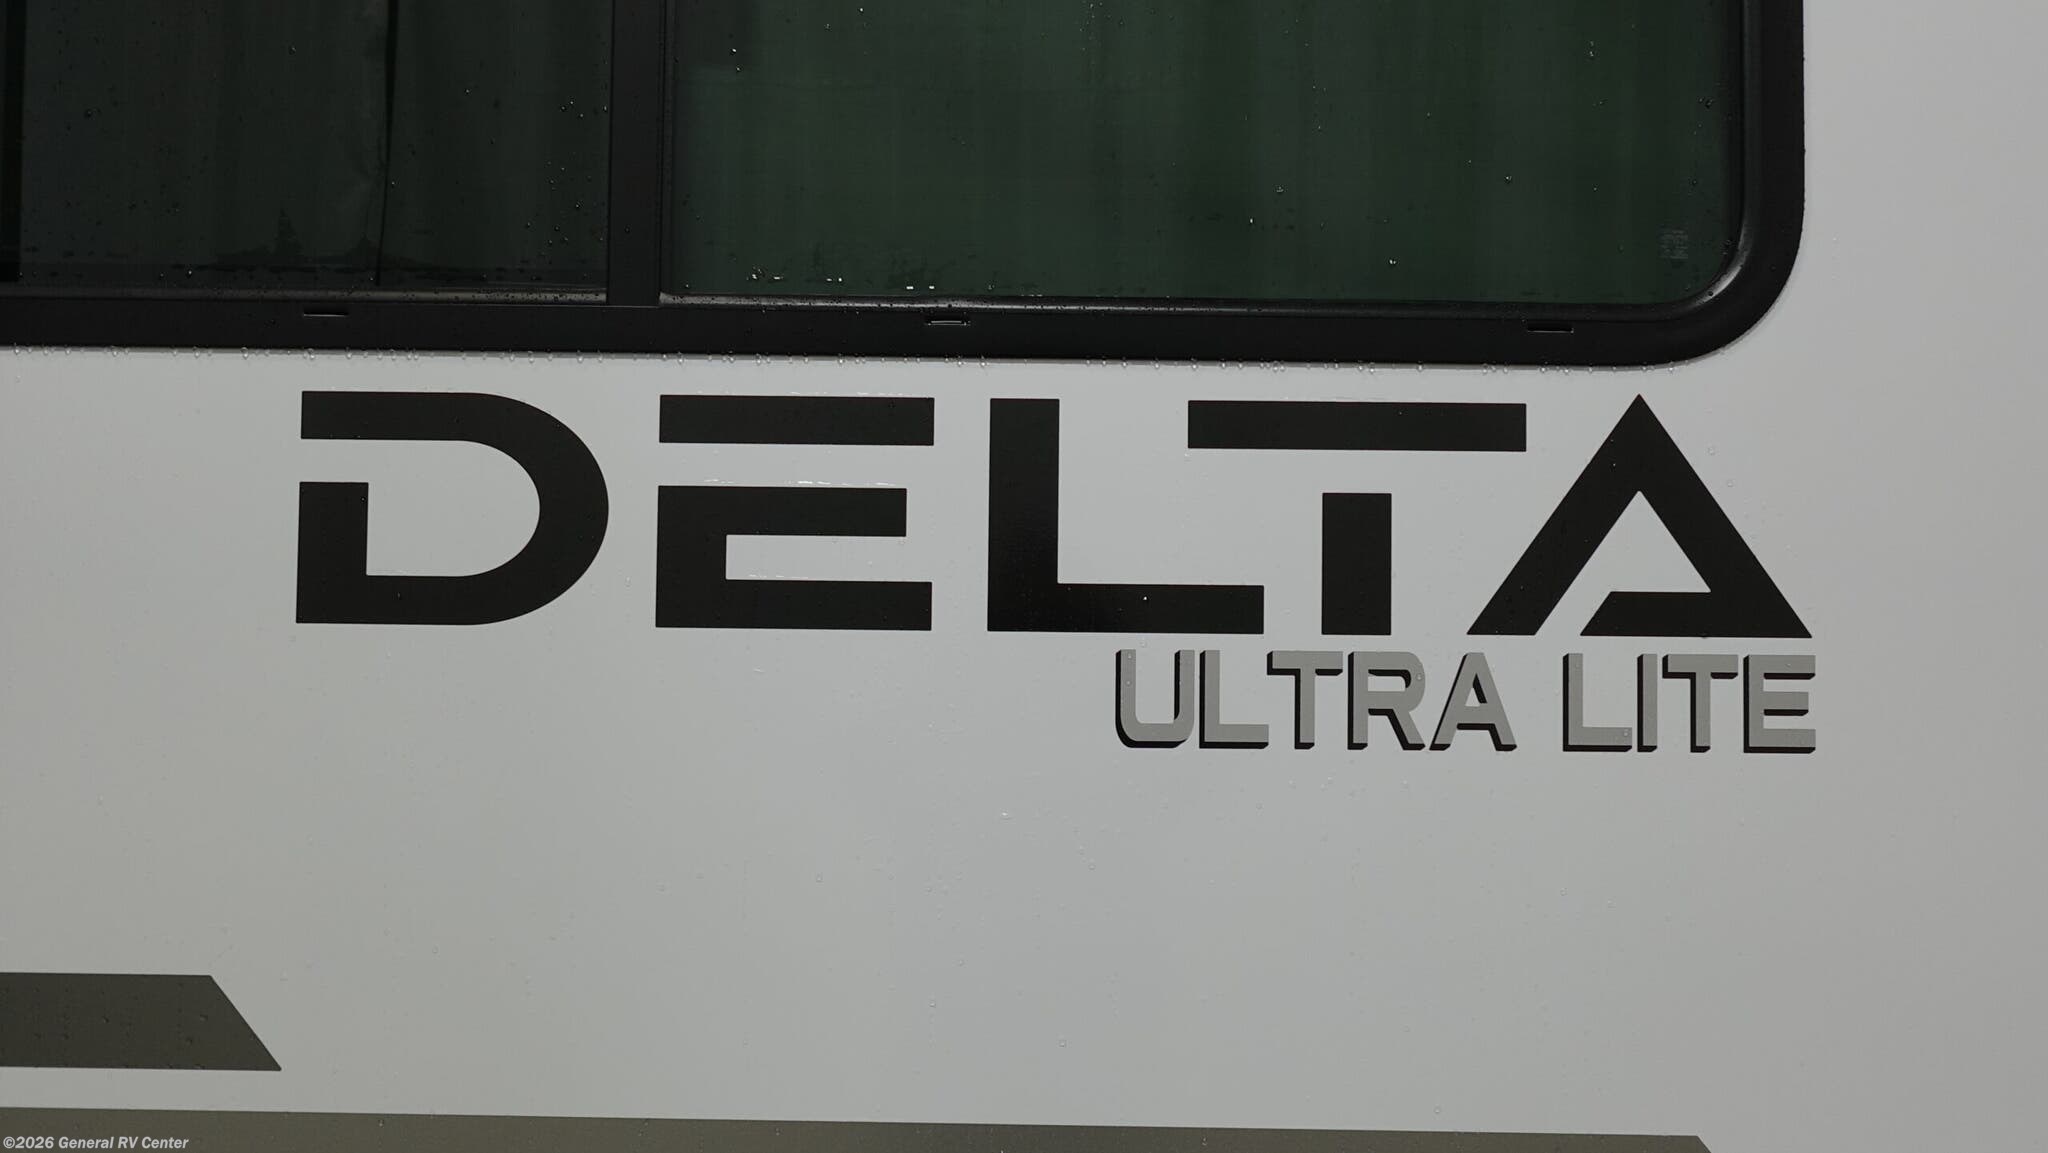 DELTA
ULTRA LITE
©2026 General RV Center